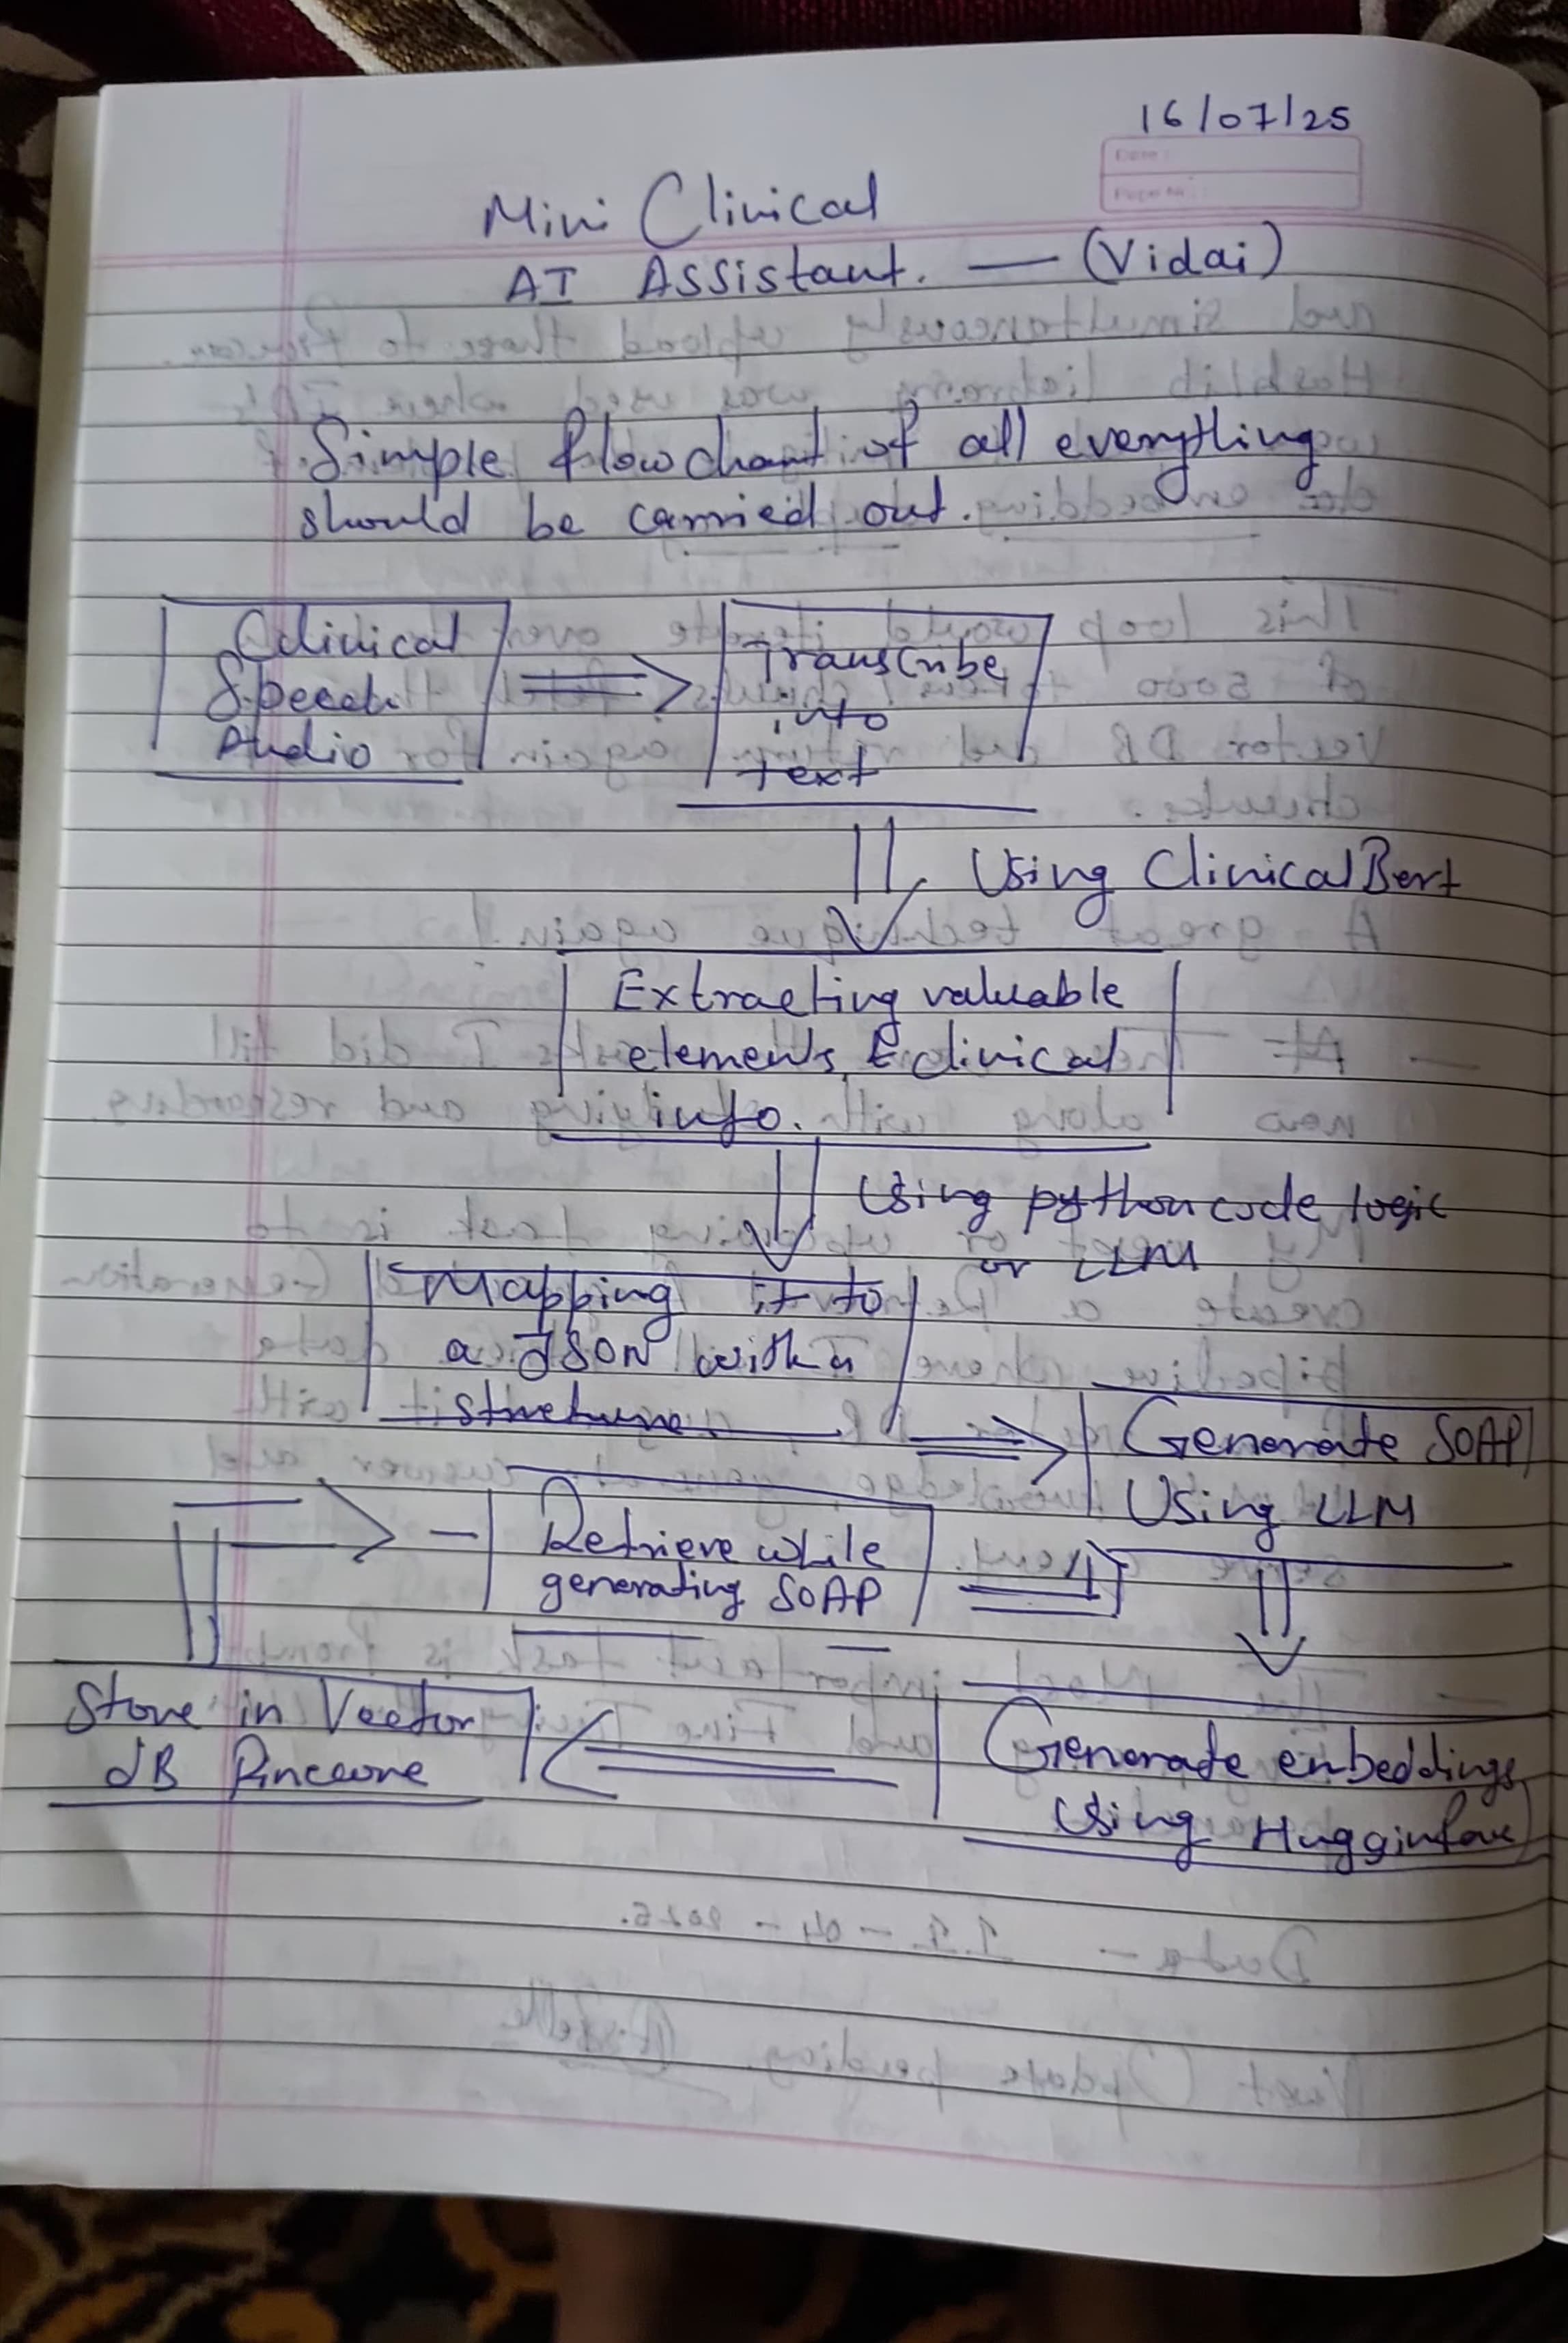 16/07/25
Date :
Page No. :
Mini Clinical
AI Assistant. — (Vidai)
Simple flowchart of all everything
should be carried out.
Clinical
Speech
Audio
Transcribe
into
text
Using ClinicalBert
Extracting valuable
elements, & clinical
info.
Using python code logic
or LLM
Mapping it to
a JSON with a
structure
Generate SOAP
Using LLM
Retrieve while
generating SOAP
Store in Vector
dB Pinecone
Generate enbeddings
Using Hugginface